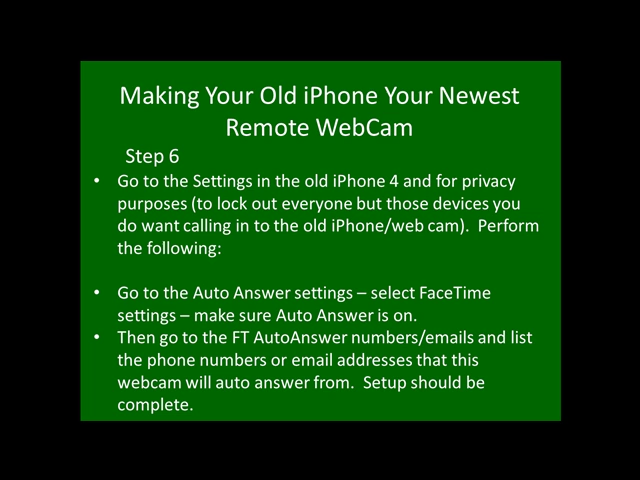 Making Your Old iPhone Your Newest
Remote WebCam
Step 6
• Go to the Settings in the old iPhone 4 and for privacy
purposes (to lock out everyone but those devices you
do want calling in to the old iPhone/web cam).  Perform
the following:
• Go to the Auto Answer settings – select FaceTime
settings – make sure Auto Answer is on.
• Then go to the FT AutoAnswer numbers/emails and list
the phone numbers or email addresses that this
webcam will auto answer from.  Setup should be
complete.